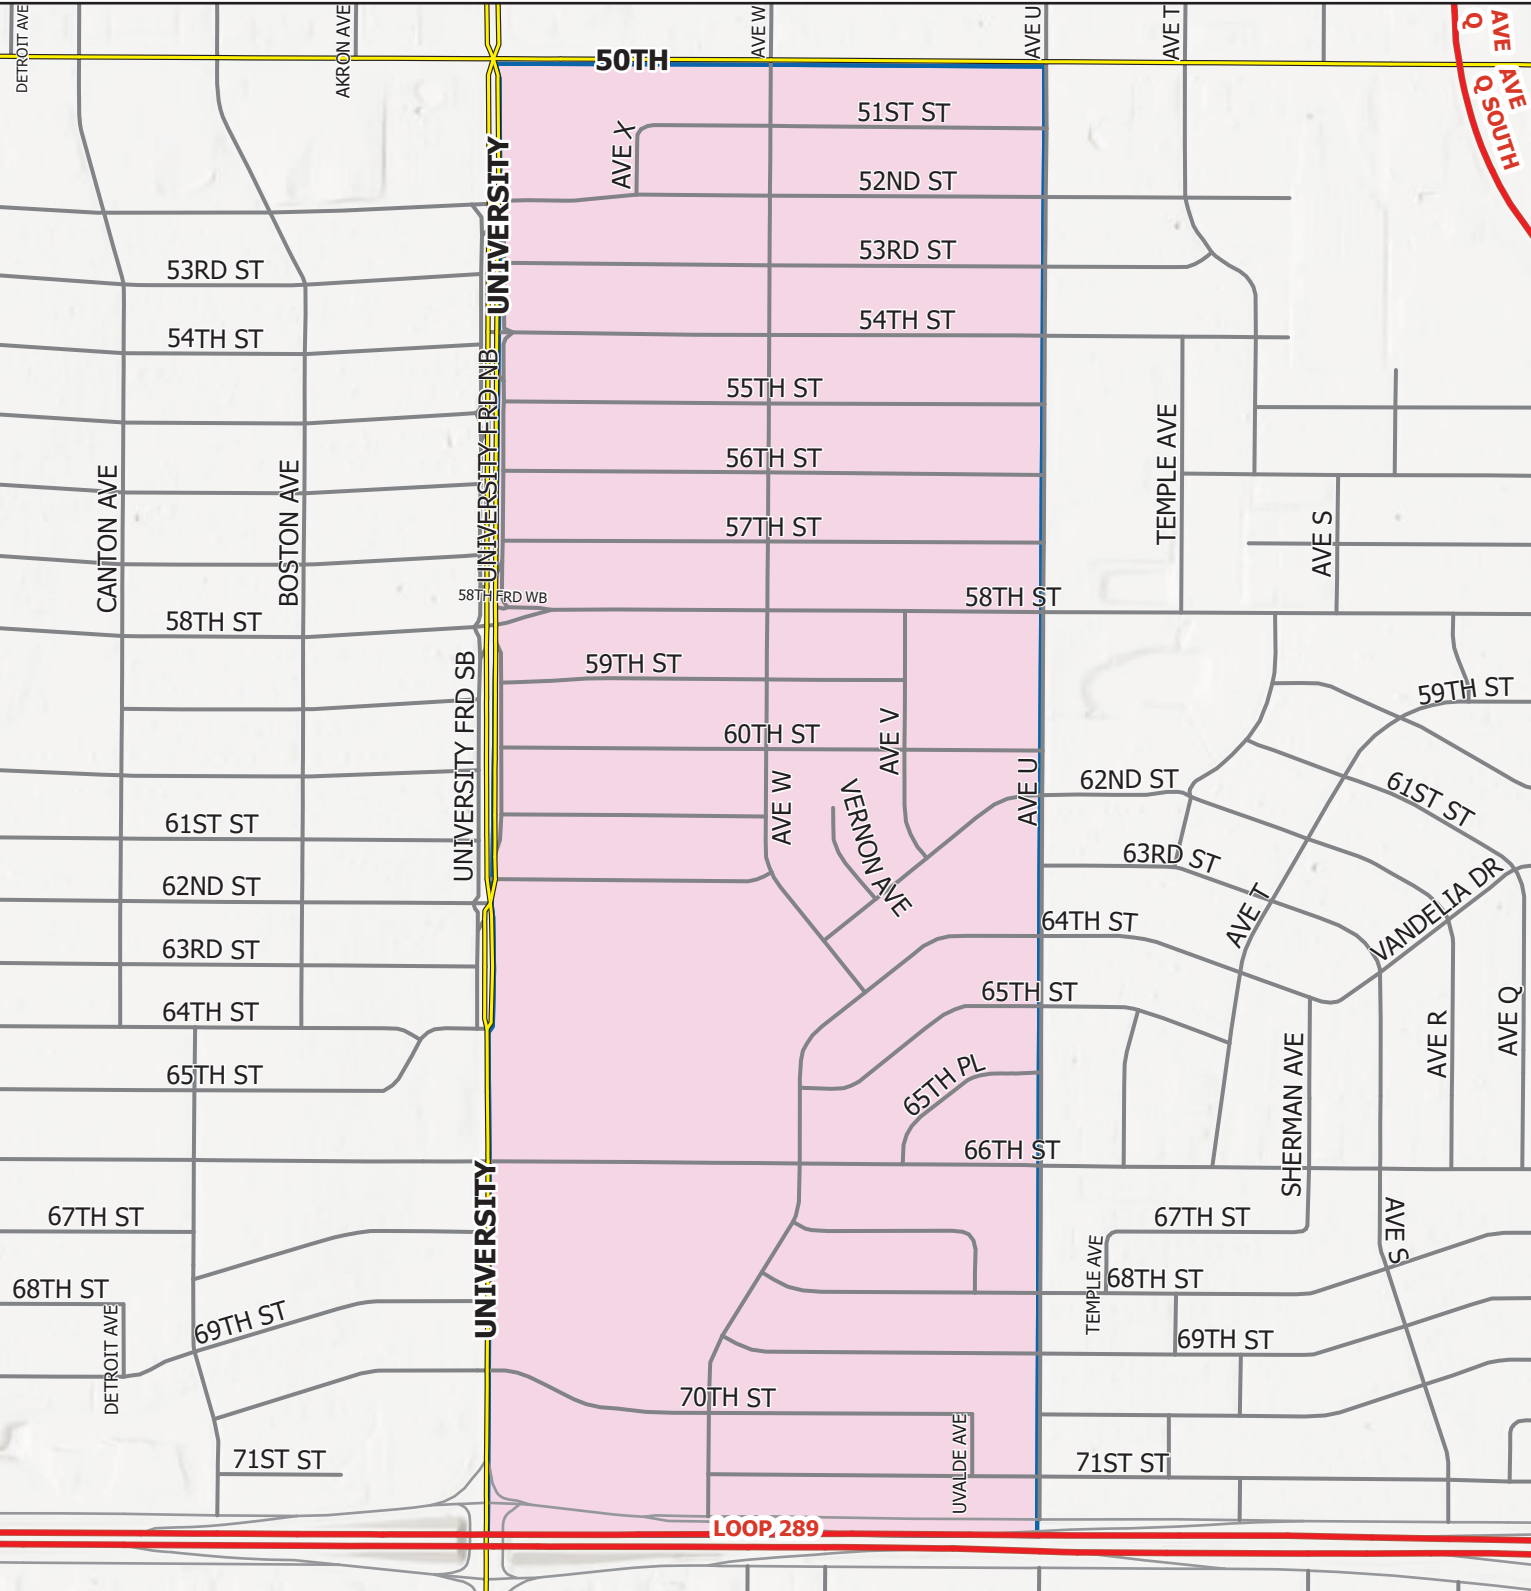 DETROIT AVE
AKRON AVE
AVE W
AVE U
AVE T
AVE Q
AVE Q SOUTH
50TH
51ST ST
AVE X
52ND ST
UNIVERSITY
53RD ST
53RD ST
54TH ST
54TH ST
UNIVERSITY FRD NB
55TH ST
TEMPLE AVE
56TH ST
CANTON AVE
BOSTON AVE
57TH ST
AVE S
58TH FRD WB
58TH ST
58TH ST
59TH ST
UNIVERSITY FRD SB
59TH ST
60TH ST
AVE V
AVE W
VERNON AVE
AVE U
62ND ST
61ST ST
61ST ST
63RD ST
62ND ST
VANDELIA DR
AVE T
64TH ST
63RD ST
65TH ST
64TH ST
AVE R
AVE Q
65TH ST
65TH PL
SHERMAN AVE
66TH ST
UNIVERSITY
67TH ST
67TH ST
AVE S
TEMPLE AVE
68TH ST
68TH ST
69TH ST
69TH ST
DETROIT AVE
70TH ST
UVALDE AVE
71ST ST
71ST ST
LOOP 289